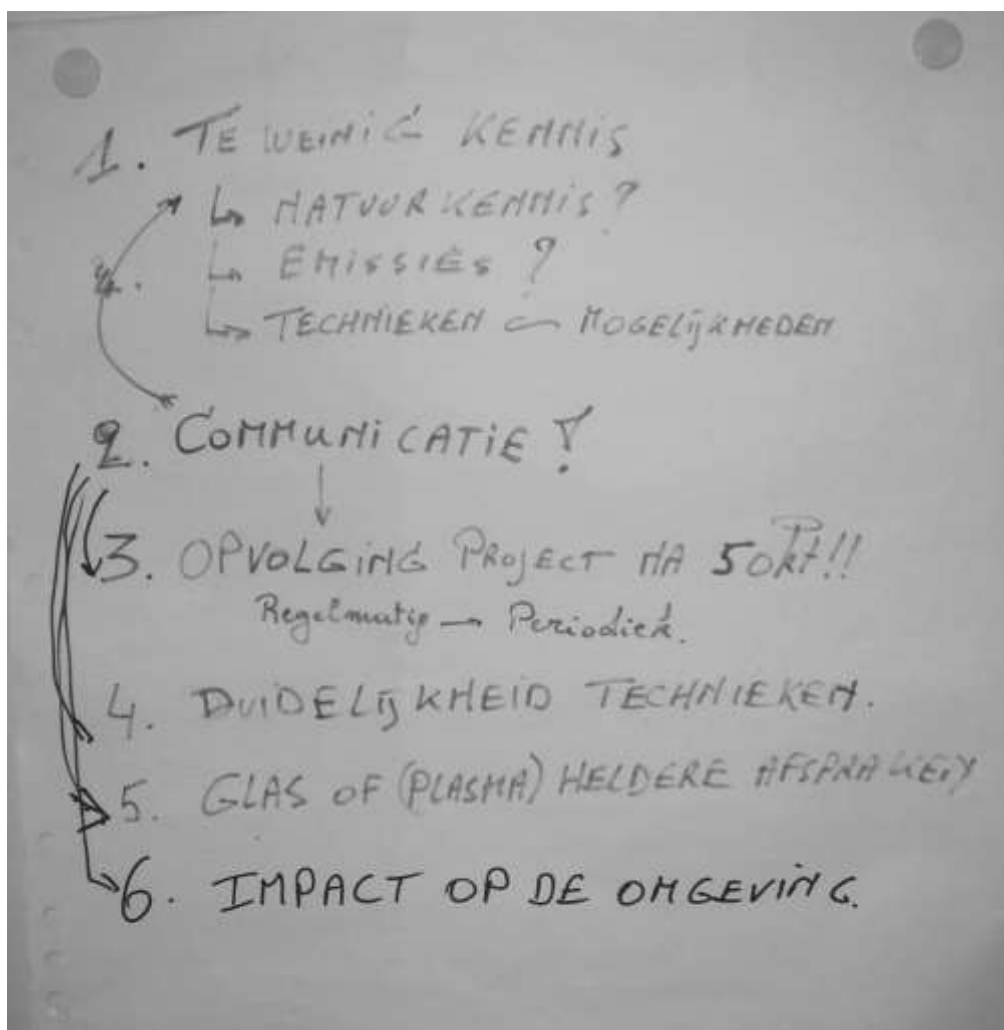 1. TE WEINIG KENNIS
↳ NATUURKENNIS?
↳ EMISSIES?
↳ TECHNIEKEN — MOGELIJKHEDEN
2. COMMUNICATIE!
3. OPVOLGING PROJECT NA 5 OKT!!
Regelmatig → Periodiek.
4. DUIDELIJKHEID TECHNIEKEN.
5. GLAS OF (PLASMA) HELDERE AFSPRAKEN
6. IMPACT OP DE OMGEVING.